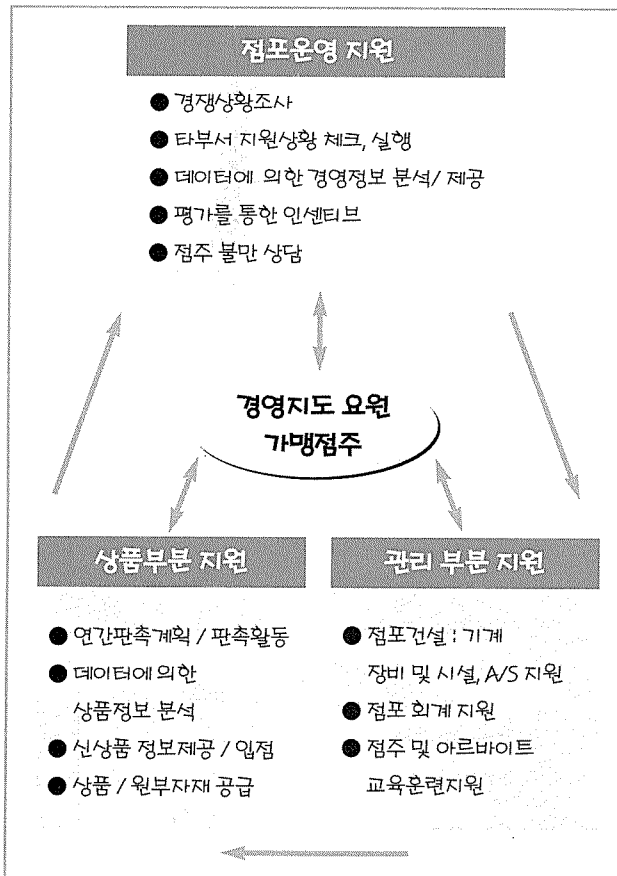 점포운영 지원
● 경쟁상황조사
● 타부서 지원상황 체크, 실행
● 데이터에 의한 경영정보 분석/ 제공
● 평가를 통한 인센티브
● 점주 불만 상담
경영지도 요원
가맹점주
상품부분 지원
● 연간판촉계획 / 판촉활동
● 데이터에 의한
상품정보 분석
● 신상품 정보제공 / 입점
● 상품 / 원부자재 공급
관리 부분 지원
● 점포건설 : 기계
장비 및 시설, A/S 지원
● 점포 회계 지원
● 점주 및 아르바이트
교육훈련지원